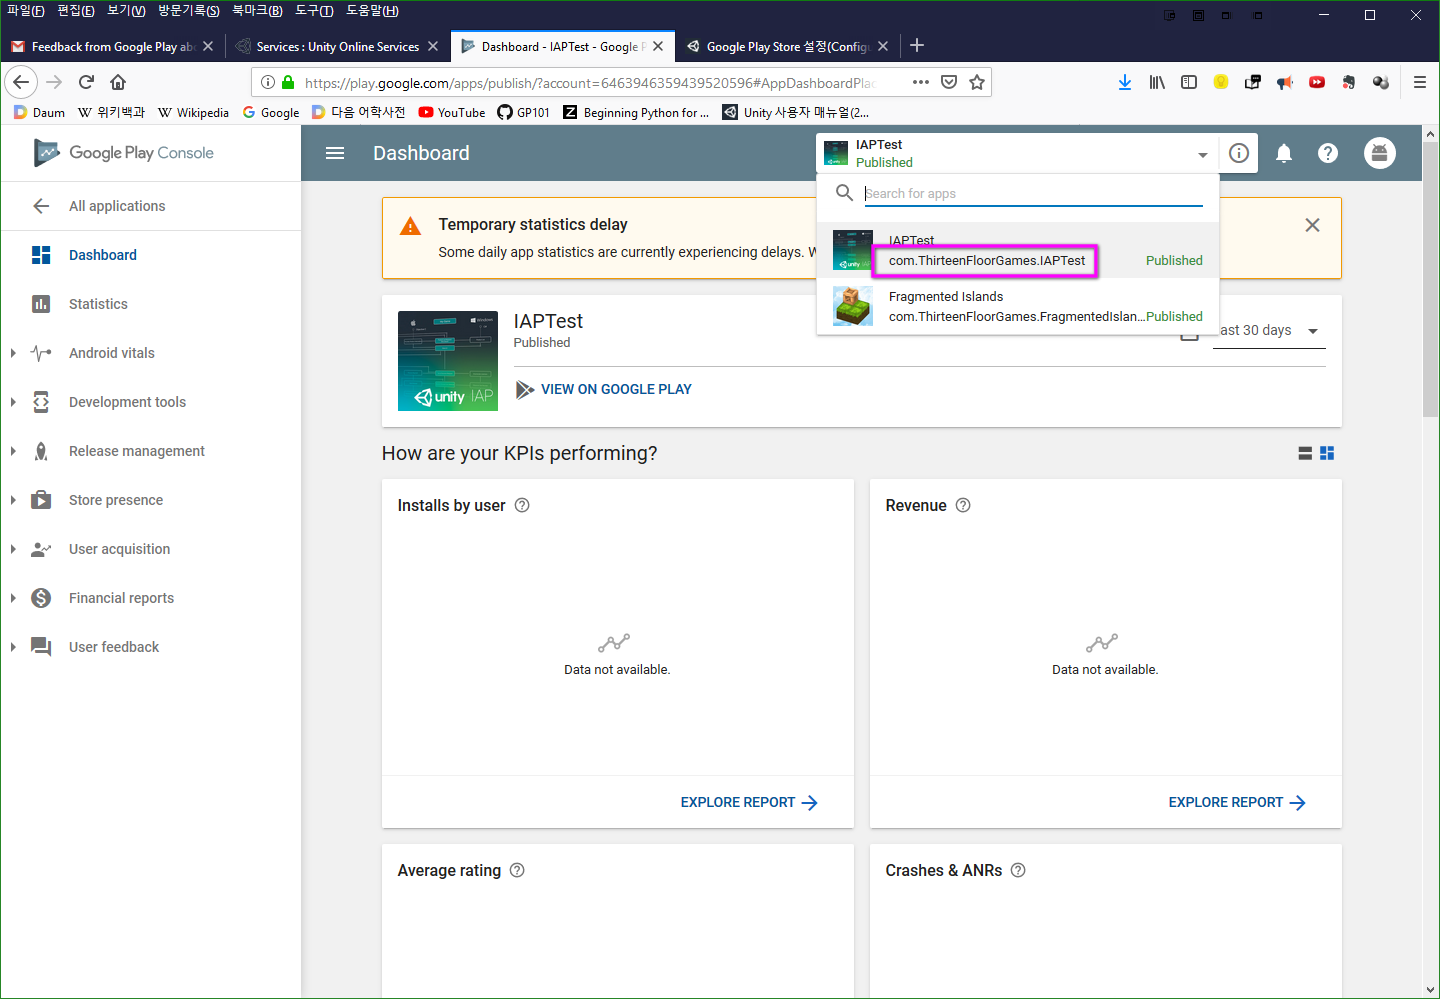 파일(F) 편집(E) 보기(V) 방문기록(S) 북마크(B) 도구(T) 도움말(H)
Feedback from Google Play ab
Services : Unity Online Services
Dashboard - IAPTest - Google P
Google Play Store 설정(Config
https://play.google.com/apps/publish/?account=6463946359439520596#AppDashboardPlac
Daum 위키백과 Wikipedia Google 다음 어학사전 YouTube GP101 Beginning Python for ... Unity 사용자 매뉴얼(2...
Google Play Console
Dashboard
IAPTest
Published
Search for apps
IAPTest
com.ThirteenFloorGames.IAPTest
Published
Fragmented Islands
com.ThirteenFloorGames.FragmentedIslan...
Published
All applications
Dashboard
Statistics
Android vitals
Development tools
Release management
Store presence
User acquisition
Financial reports
User feedback
Temporary statistics delay
Some daily app statistics are currently experiencing delays. W
IAPTest
Published
unity IAP
VIEW ON GOOGLE PLAY
ast 30 days
How are your KPIs performing?
Installs by user
Data not available.
EXPLORE REPORT
Revenue
Data not available.
EXPLORE REPORT
Average rating
Crashes & ANRs